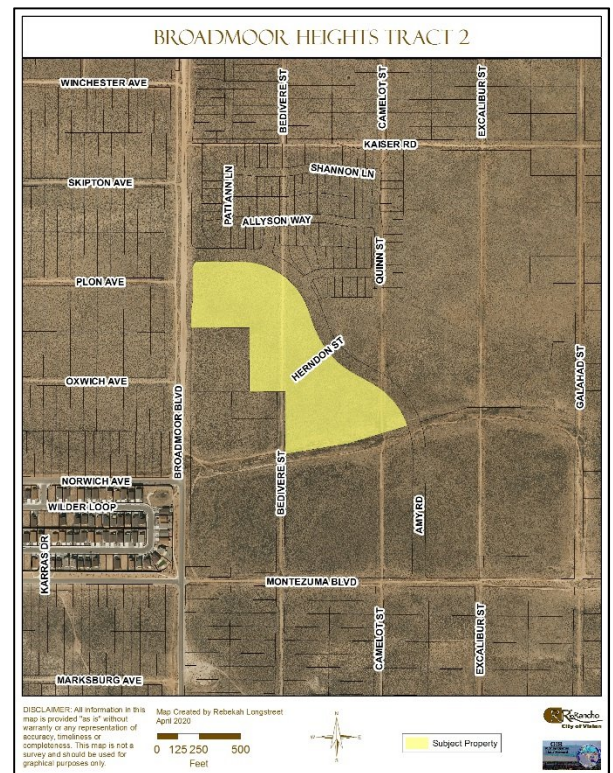 BROADMOOR HEIGHTS TRACT 2
WINCHESTER AVE
BEDIVERE ST
CAMELOT ST
EXCALIBUR ST
KAISER RD
SHANNON LN
SKIPTON AVE
PATI ANN LN
ALLYSON WAY
QUINN ST
PLON AVE
HERNDON ST
GALAHAD ST
OXWICH AVE
BROADMOOR BLVD
NORWICH AVE
BEDIVERE ST
WILDER LOOP
AMY RD
KARRAS DR
MONTEZUMA BLVD
CAMELOT ST
EXCALIBUR ST
MARKSBURG AVE
DISCLAIMER: All information in this
map is provided "as is" without
warranty or any representation of
accuracy, timeliness or
completeness. This map is not a
survey and should be used for
graphical purposes only.
Map Created by Rebekah Longstreet
April 2020
0 125 250 500
Feet
N
W
E
S
Subject Property
Rio Rancho
City of Vision
GIS